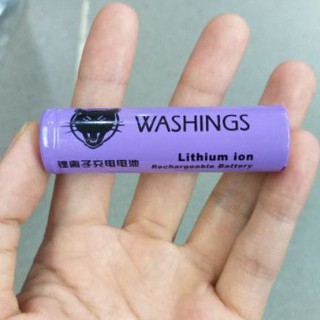 WASHINGS
Lithium ion
锂离子充电电池 Rechargeable Battery